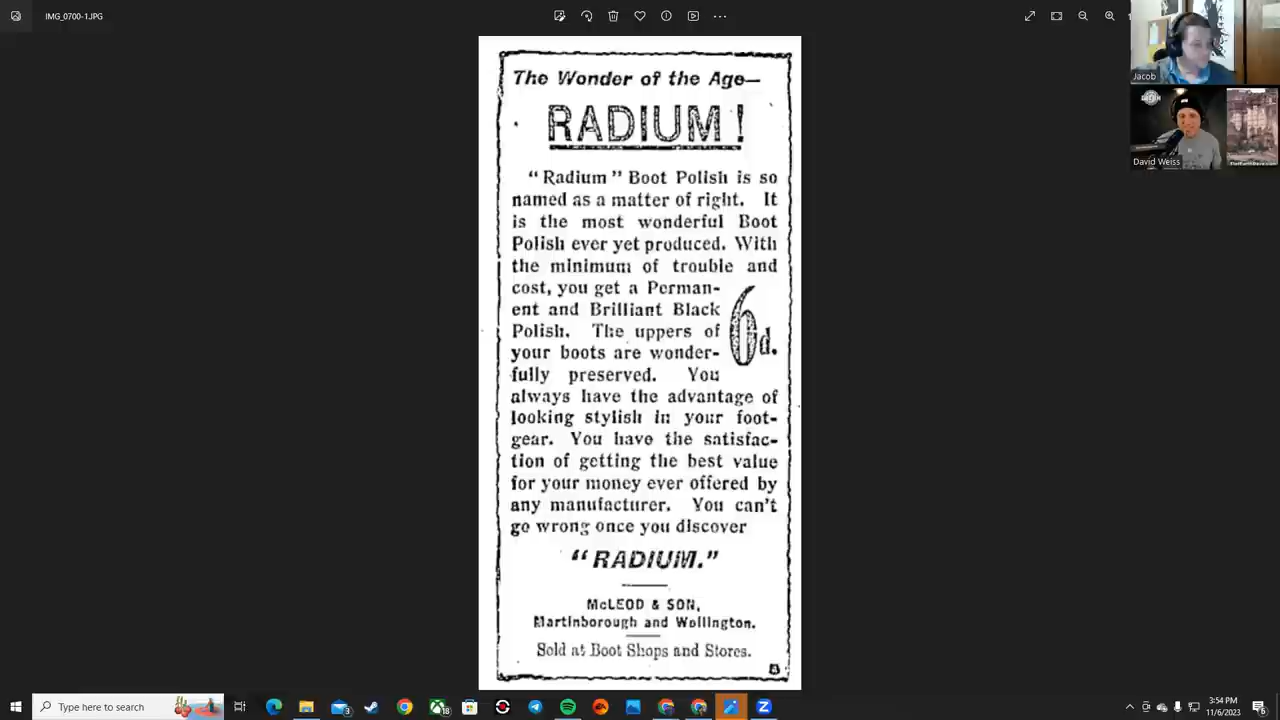 IMG_0700-1.JPG
Jacob
David Weiss
The Wonder of the Age—
RADIUM!
"Radium" Boot Polish is so
named as a matter of right. It
is the most wonderful Boot
Polish ever yet produced. With
the minimum of trouble and
cost, you get a Perman-
ent and Brilliant Black
Polish. The uppers of
your boots are wonder-
fully preserved. You
6d.
always have the advantage of
looking stylish in your foot-
gear. You have the satisfac-
tion of getting the best value
for your money ever offered by
any manufacturer. You can't
go wrong once you discover
"RADIUM."
McLEOD & SON,
Martinborough and Wellington.
Sold at Boot Shops and Stores.
Type here to search
3:54 PM
11/6/2023